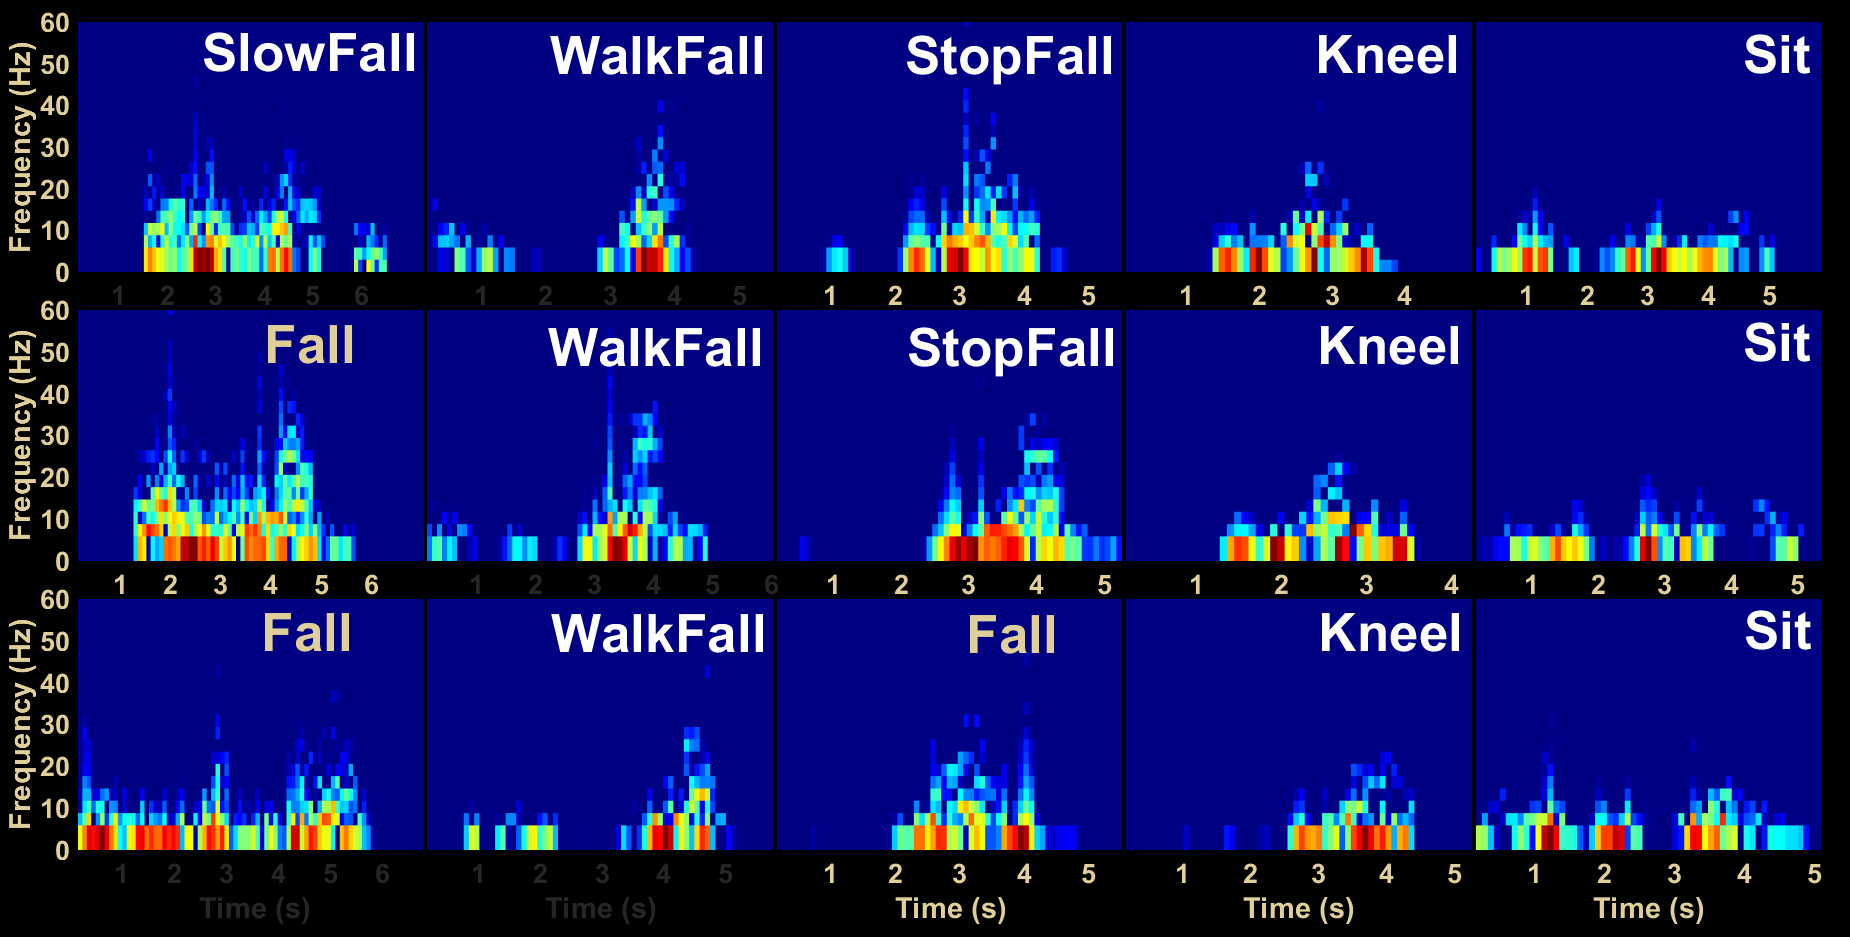 60 SlowFall WalkFall StopFall Kneel Sit
50
40
30
20
10
0
Frequency (Hz)
1 2 3 4 5 6 1 2 3 4 5 1 2 3 4 5 1 2 3 4 1 2 3 4 5
60 Fall WalkFall StopFall Kneel Sit
50
40
30
20
10
0
Frequency (Hz)
1 2 3 4 5 6 1 2 3 4 5 6 1 2 3 4 5 1 2 3 4 1 2 3 4 5
60 Fall WalkFall Fall Kneel Sit
50
40
30
20
10
0
Frequency (Hz)
1 2 3 4 5 6 1 2 3 4 5 1 2 3 4 5 1 2 3 4 5 1 2 3 4 5
Time (s) Time (s) Time (s) Time (s) Time (s)